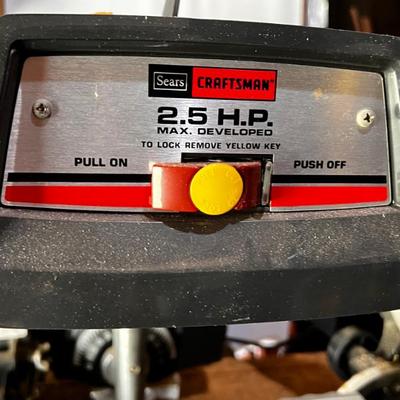 Sears CRAFTSMAN
2.5 H.P.
MAX. DEVELOPED
TO LOCK REMOVE YELLOW KEY
PULL ON PUSH OFF